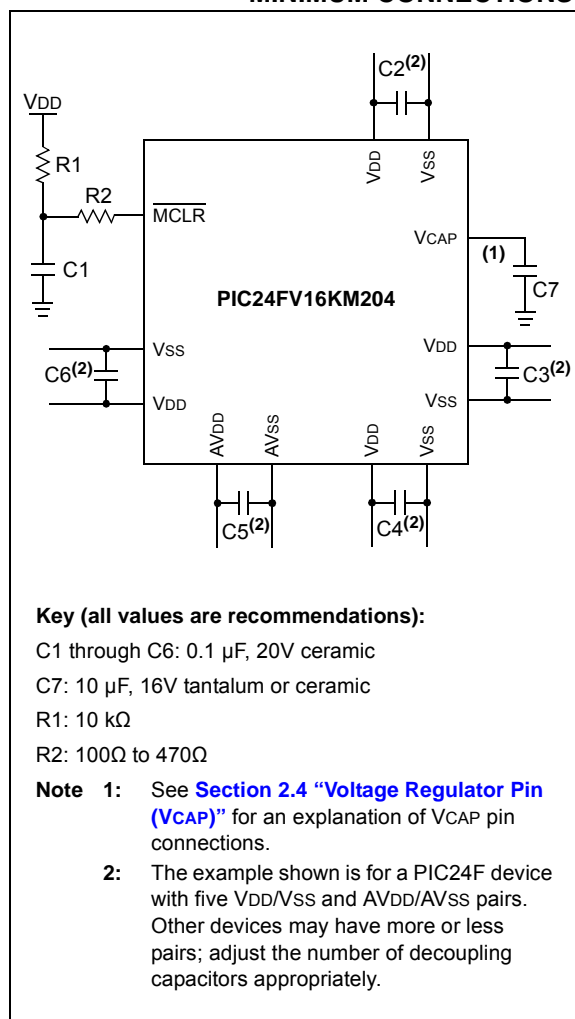 MINIMUM CONNECTIONS
C2(2)
VDD
R1
R2
C1
MCLR
VDD
VSS
VCAP
(1)
C7
PIC24FV16KM204
VSS
C6(2)
VDD
VDD
C3(2)
VSS
AVDD
AVSS
VDD
VSS
C5(2)
C4(2)
Key (all values are recommendations):
C1 through C6: 0.1 µF, 20V ceramic
C7: 10 µF, 16V tantalum or ceramic
R1: 10 kΩ
R2: 100Ω to 470Ω
Note 1: See Section 2.4 “Voltage Regulator Pin
(VCAP)” for an explanation of VCAP pin
connections.
2: The example shown is for a PIC24F device
with five VDD/VSS and AVDD/AVSS pairs.
Other devices may have more or less
pairs; adjust the number of decoupling
capacitors appropriately.